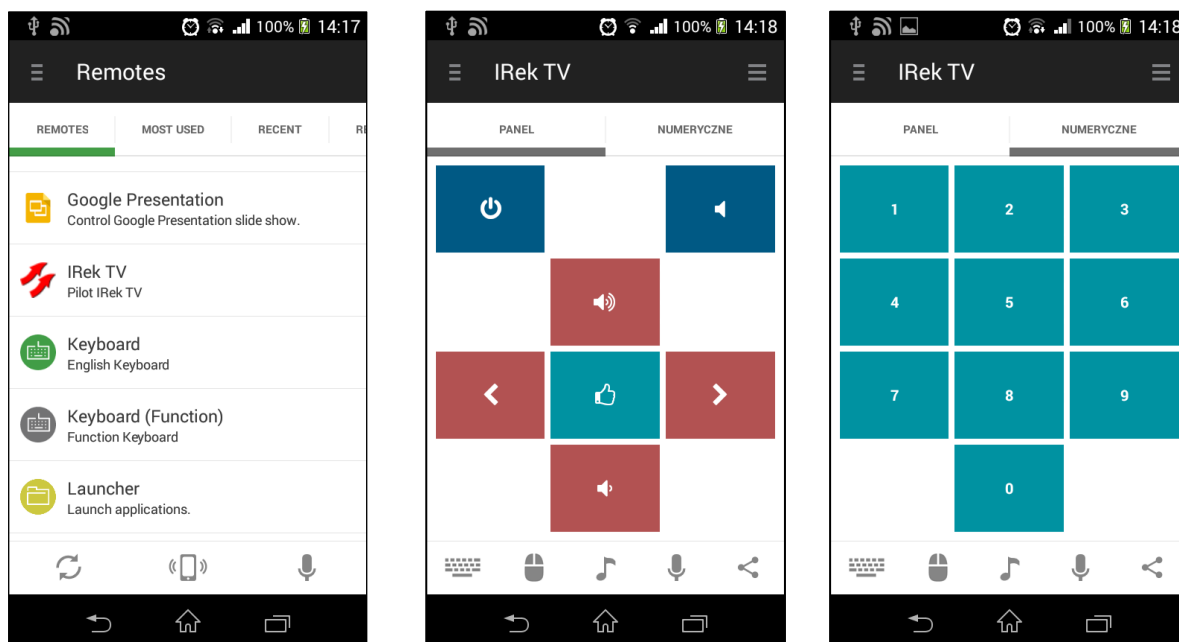 100% 14:17
Remotes
REMOTES MOST USED RECENT RE
Google Presentation
Control Google Presentation slide show.
IRek TV
Pilot IRek TV
Keyboard
English Keyboard
Keyboard (Function)
Function Keyboard
Launcher
Launch applications.
100% 14:18
IRek TV
PANEL NUMERYCZNE
100% 14:18
IRek TV
PANEL NUMERYCZNE
1 2 3
4 5 6
7 8 9
0